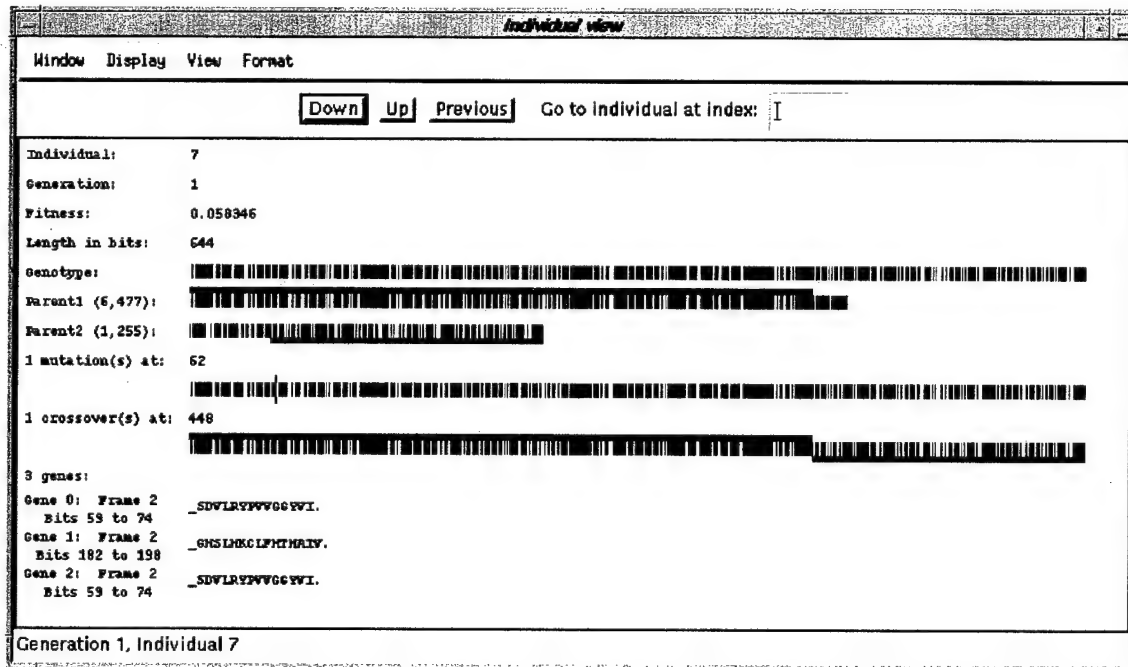 Individual view
Window Display View Format
Down Up Previous Go to individual at index:
Individual: 7
Generation: 1
Fitness: 0.058346
Length in bits: 644
Genotype:
Parent1 (6,477):
Parent2 (1,255):
1 mutation(s) at: 62
1 crossover(s) at: 448
3 genes:
Gene 0: Frame 2
Bits 59 to 74
_SDVLRYPVVGGYVI.
Gene 1: Frame 2
Bits 182 to 198
Gene 2: Frame 2
Bits 59 to 74
_SDVLRYPVVGGYVI.
Generation 1, Individual 7